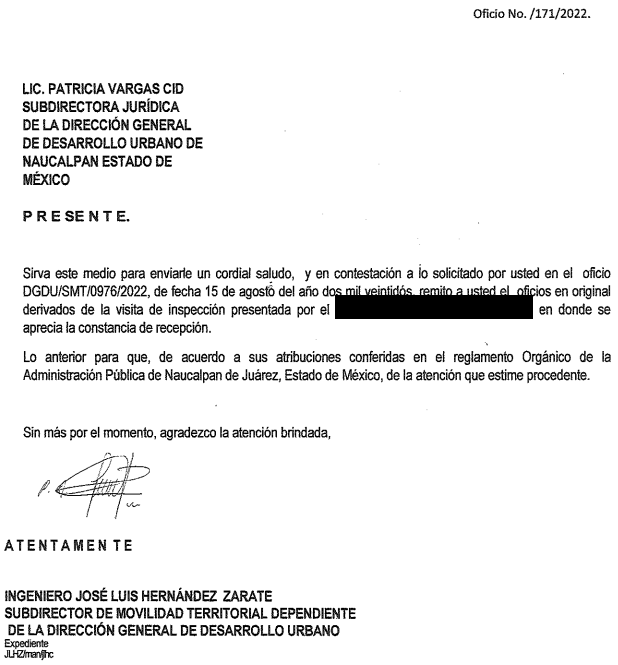 Oficio No. /171/2022.
LIC. PATRICIA VARGAS CID
SUBDIRECTORA JURÍDICA
DE LA DIRECCIÓN GENERAL
DE DESARROLLO URBANO DE
NAUCALPAN ESTADO DE
MÉXICO
P R E S E N T E.
Sirva este medio para enviarle un cordial saludo, y en contestación a lo solicitado por usted en el oficio
DGDU/SMT/0976/2022, de fecha 15 de agosto del año dos mil veintidós, remito a usted el oficios en original
derivados de la visita de inspección presentada por el en donde se
aprecia la constancia de recepción.
Lo anterior para que, de acuerdo a sus atribuciones conferidas en el reglamento Orgánico de la
Administración Pública de Naucalpan de Juárez, Estado de México, de la atención que estime procedente.
Sin más por el momento, agradezco la atención brindada,
P.
A T E N T A M E N T E
INGENIERO JOSÉ LUIS HERNÁNDEZ ZARATE
SUBDIRECTOR DE MOVILIDAD TERRITORIAL DEPENDIENTE
DE LA DIRECCIÓN GENERAL DE DESARROLLO URBANO
Expediente
JLHZ/man/jlhc